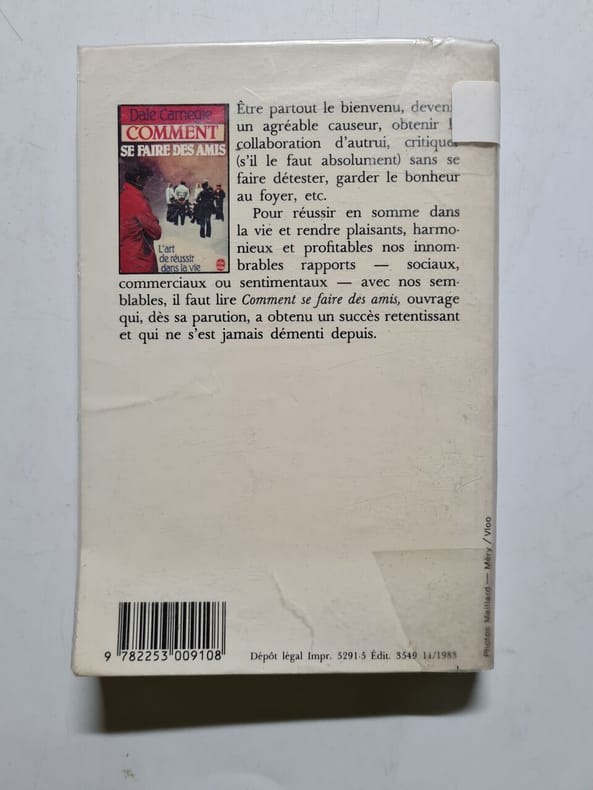 Dale Carnegie
COMMENT
SE FAIRE DES AMIS
L'art
de réussir
dans la vie
Être partout le bienvenu,
un agréable causeur, obtenir
collaboration d'autrui, critiquer
(s'il le faut absolument) sans se
faire détester, garder le bonheur
au foyer, etc.
Pour réussir en somme dans
la vie et rendre plaisants, harmo-
nieux et profitables nos innom-
brables rapports — sociaux,
commerciaux ou sentimentaux — avec nos sem-
blables, il faut lire Comment se faire des amis, ouvrage
qui, dès sa parution, a obtenu un succès retentissant
et qui ne s'est jamais démenti depuis.
Photos Mailliard — Méry / Vloo
9 782253 009108
Dépôt légal Impr. 5291-5 Édit. 3549 11/1988